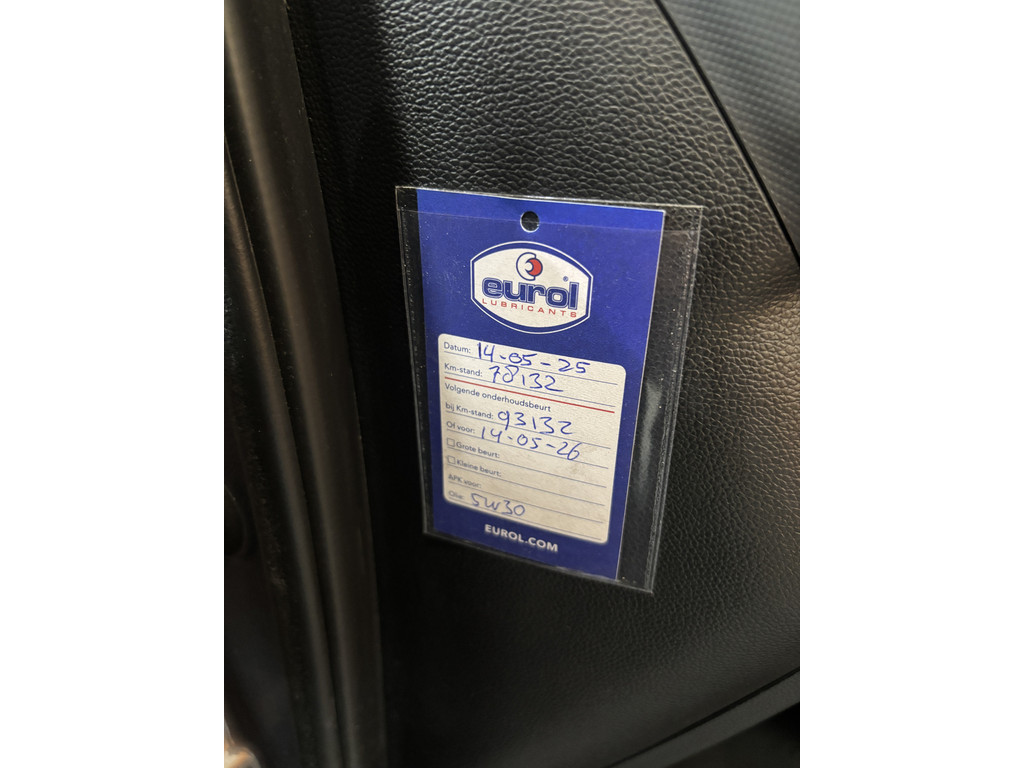 eurol®
LUBRICANTS
Datum: 14-05-25
Km-stand: 78132
Volgende onderhoudsbeurt
bij Km-stand: 93132
Of voor: 14-05-26
Grote beurt:
Kleine beurt:
APK voor:
Olie: 5W30
EUROL.COM